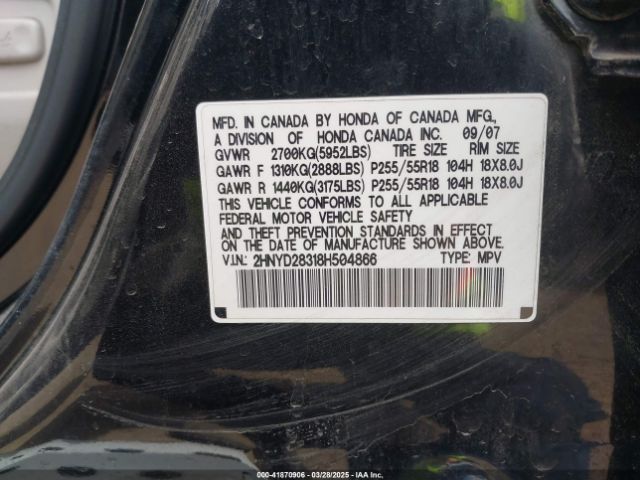 MFD. IN CANADA BY HONDA OF CANADA MFG.,
A DIVISION OF HONDA CANADA INC. 09/07
GVWR 2700KG(5952LBS) TIRE SIZE RIM SIZE
GAWR F 1310KG(2888LBS) P255/55R18 104H 18X8.0J
GAWR R 1440KG(3175LBS) P255/55R18 104H 18X8.0J
THIS VEHICLE CONFORMS TO ALL APPLICABLE
FEDERAL MOTOR VEHICLE SAFETY
AND THEFT PREVENTION STANDARDS IN EFFECT ON
THE DATE OF MANUFACTURE SHOWN ABOVE.
V.I.N.: 2HNYD28318H504866 TYPE: MPV
000-41870906 - 03/28/2025 - COPYRIGHT IAA, LLC